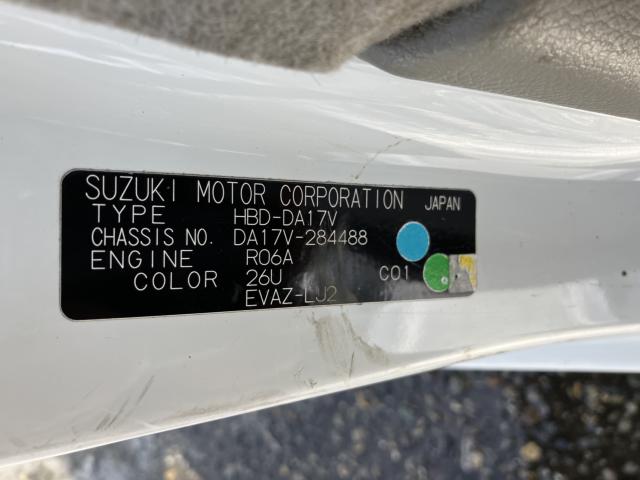 SUZUKI MOTOR CORPORATION JAPAN
TYPE HBD-DA17V
CHASSIS NO. DA17V-284488
ENGINE R06A
COLOR 26U C01
EVAZ-LJ2